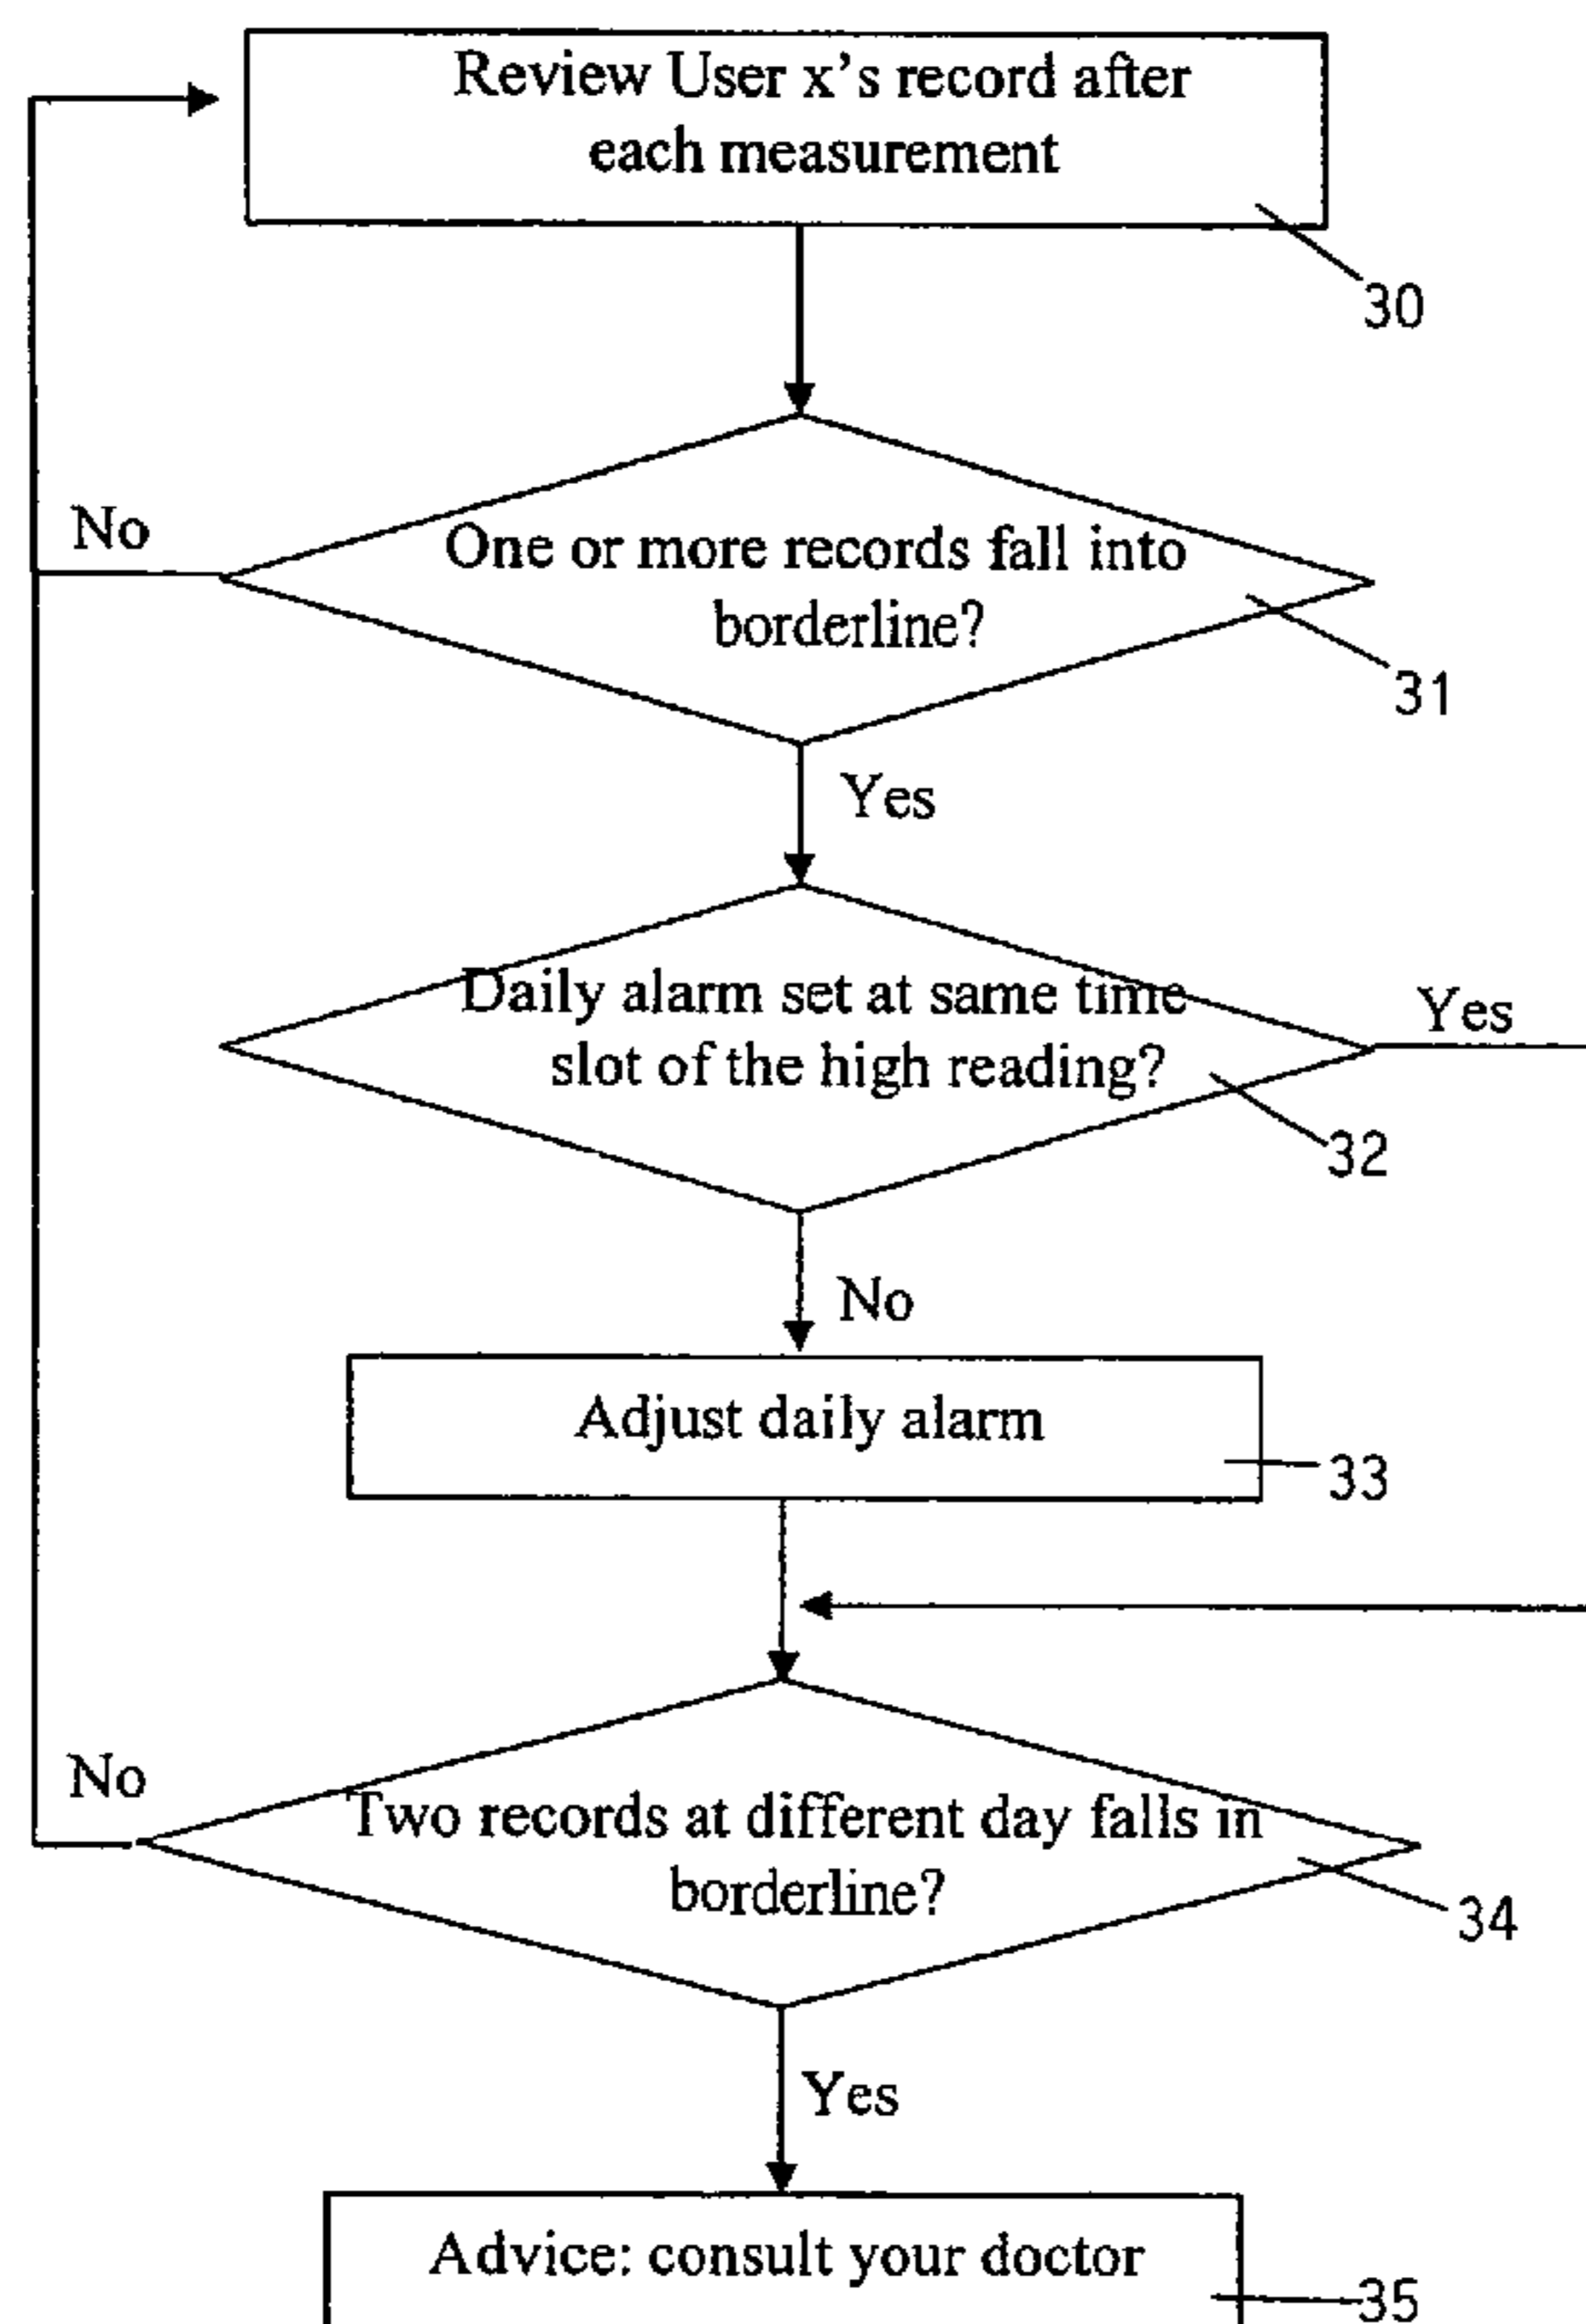 Review User x's record after
each measurement
30
No
One or more records fall into
borderline?
31
Yes
Daily alarm set at same time
slot of the high reading?
Yes
32
No
Adjust daily alarm
33
No
Two records at different day falls in
borderline?
34
Yes
Advice: consult your doctor
35